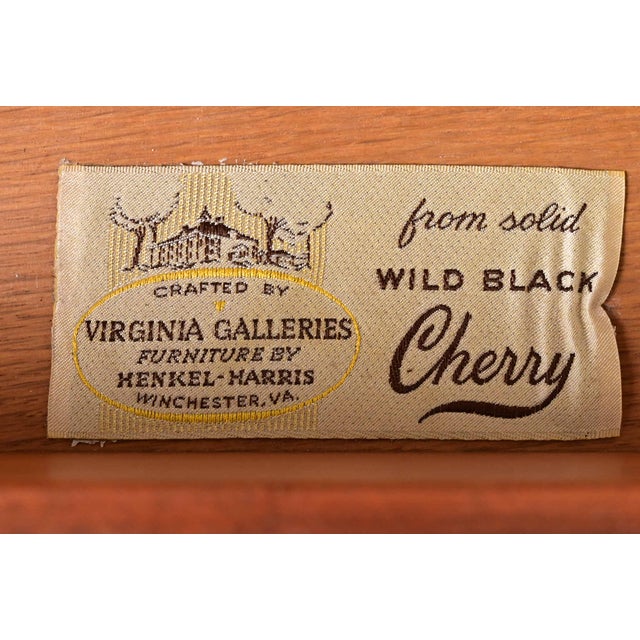 CRAFTED BY
VIRGINIA GALLERIES
FURNITURE BY
HENKEL-HARRIS
WINCHESTER, VA.
from solid
WILD BLACK
Cherry